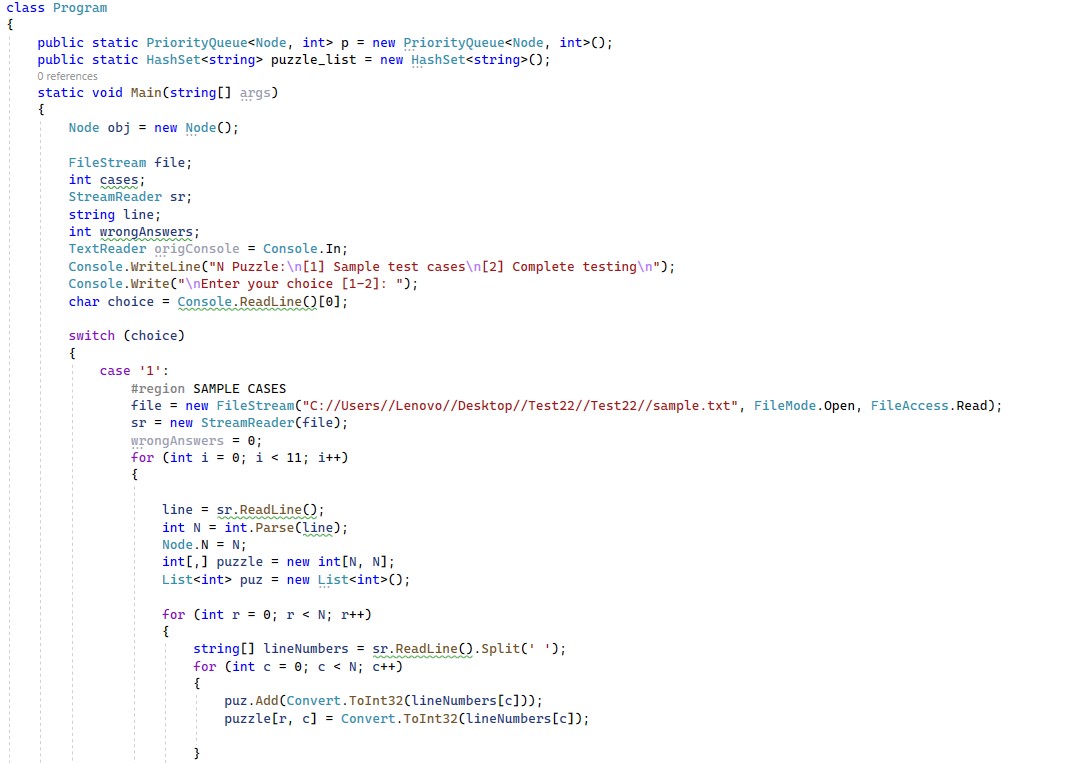 class Program
{
    public static PriorityQueue<Node, int> p = new PriorityQueue<Node, int>();
    public static HashSet<string> puzzle_list = new HashSet<string>();
    0 references
    static void Main(string[] args)
    {
        Node obj = new Node();

        FileStream file;
        int cases;
        StreamReader sr;
        string line;
        int wrongAnswers;
        TextReader origConsole = Console.In;
        Console.WriteLine("N Puzzle:\n[1] Sample test cases\n[2] Complete testing\n");
        Console.Write("\nEnter your choice [1-2]: ");
        char choice = Console.ReadLine()[0];

        switch (choice)
        {
            case '1':
                #region SAMPLE CASES
                file = new FileStream("C://Users//Lenovo//Desktop//Test22//Test22//sample.txt", FileMode.Open, FileAccess.Read);
                sr = new StreamReader(file);
                wrongAnswers = 0;
                for (int i = 0; i < 11; i++)
                {

                    line = sr.ReadLine();
                    int N = int.Parse(line);
                    Node.N = N;
                    int[,] puzzle = new int[N, N];
                    List<int> puz = new List<int>();

                    for (int r = 0; r < N; r++)
                    {
                        string[] lineNumbers = sr.ReadLine().Split(' ');
                        for (int c = 0; c < N; c++)
                        {
                            puz.Add(Convert.ToInt32(lineNumbers[c]));
                            puzzle[r, c] = Convert.ToInt32(lineNumbers[c]);

                        }